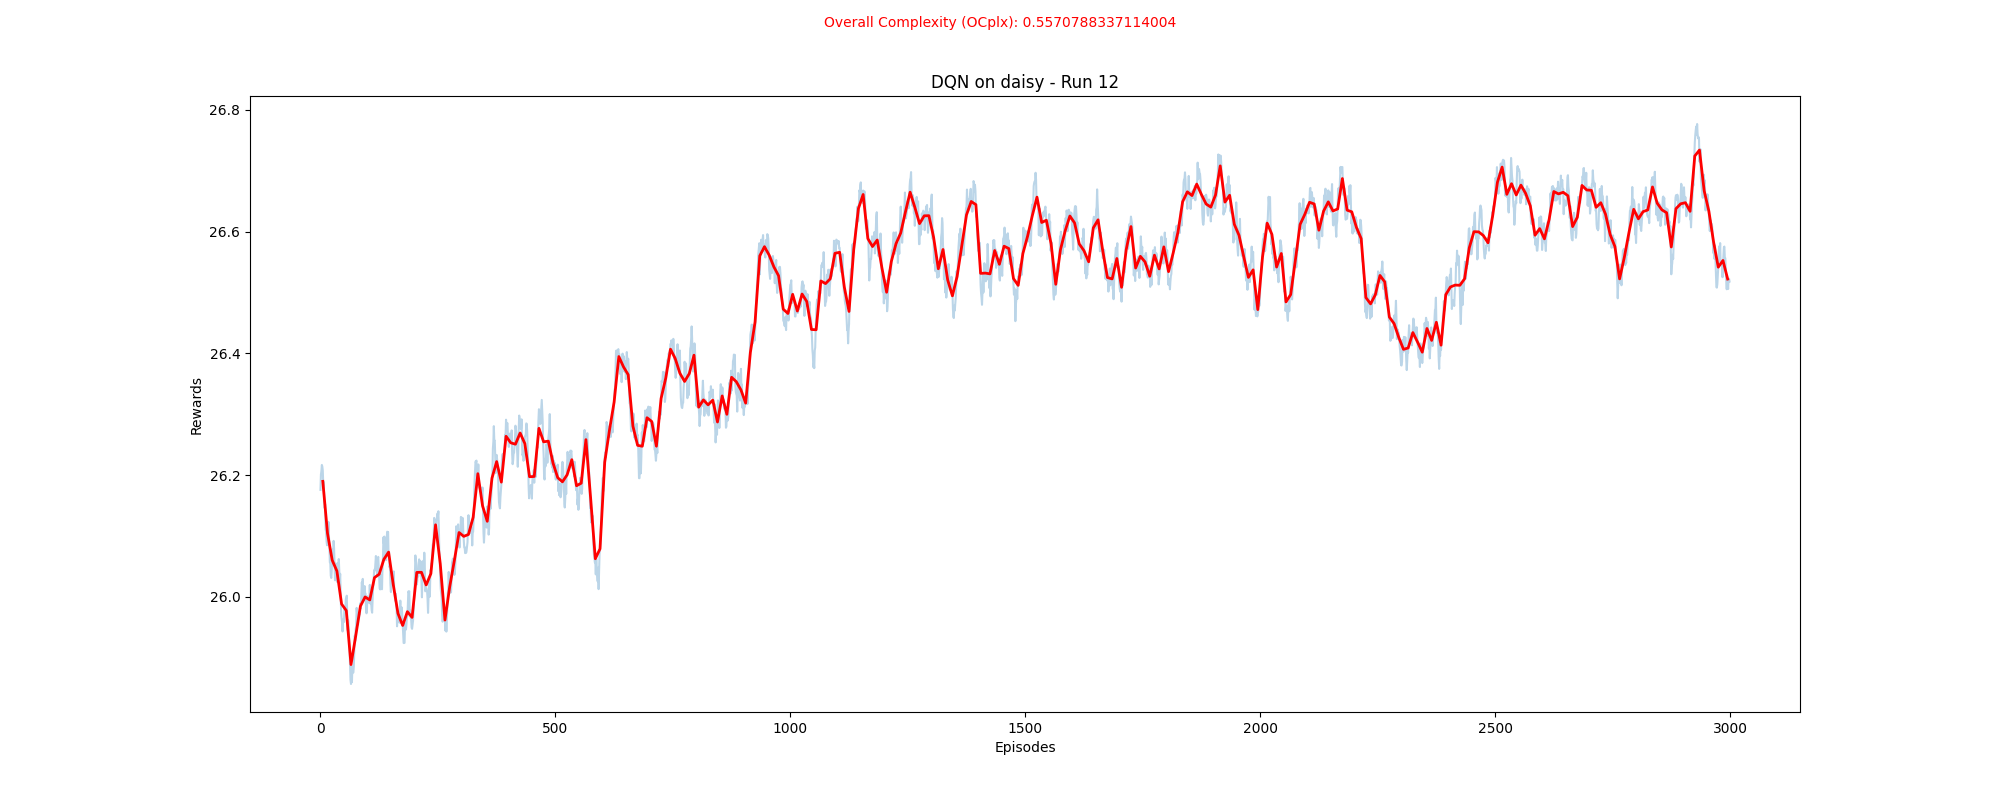 Overall Complexity (OCplx): 0.5570788337114004
DQN on daisy - Run 12
26.8
26.6
26.4
26.2
26.0
Rewards
0 500 1000 1500 2000 2500 3000
Episodes